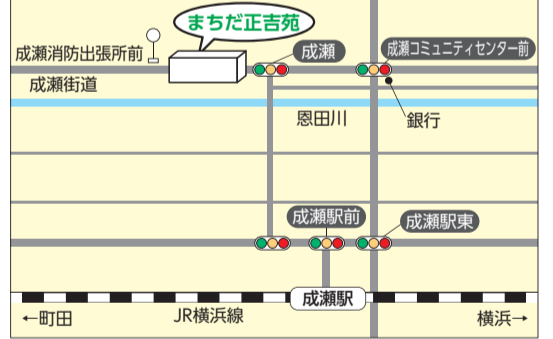 まちだ正吉苑
成瀬
成瀬コミュニティセンター前
成瀬消防出張所前
成瀬街道
恩田川
銀行
成瀬駅前
成瀬駅東
成瀬駅
←町田
JR横浜線
横浜→